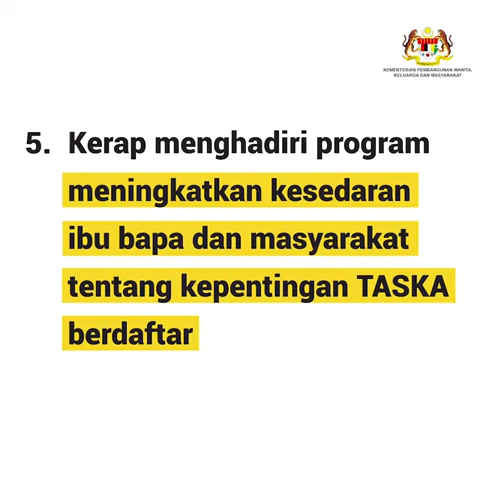 KEMENTERIAN PEMBANGUNAN WANITA,
KELUARGA DAN MASYARAKAT
5. Kerap menghadiri program
meningkatkan kesedaran
ibu bapa dan masyarakat
tentang kepentingan TASKA
berdaftar